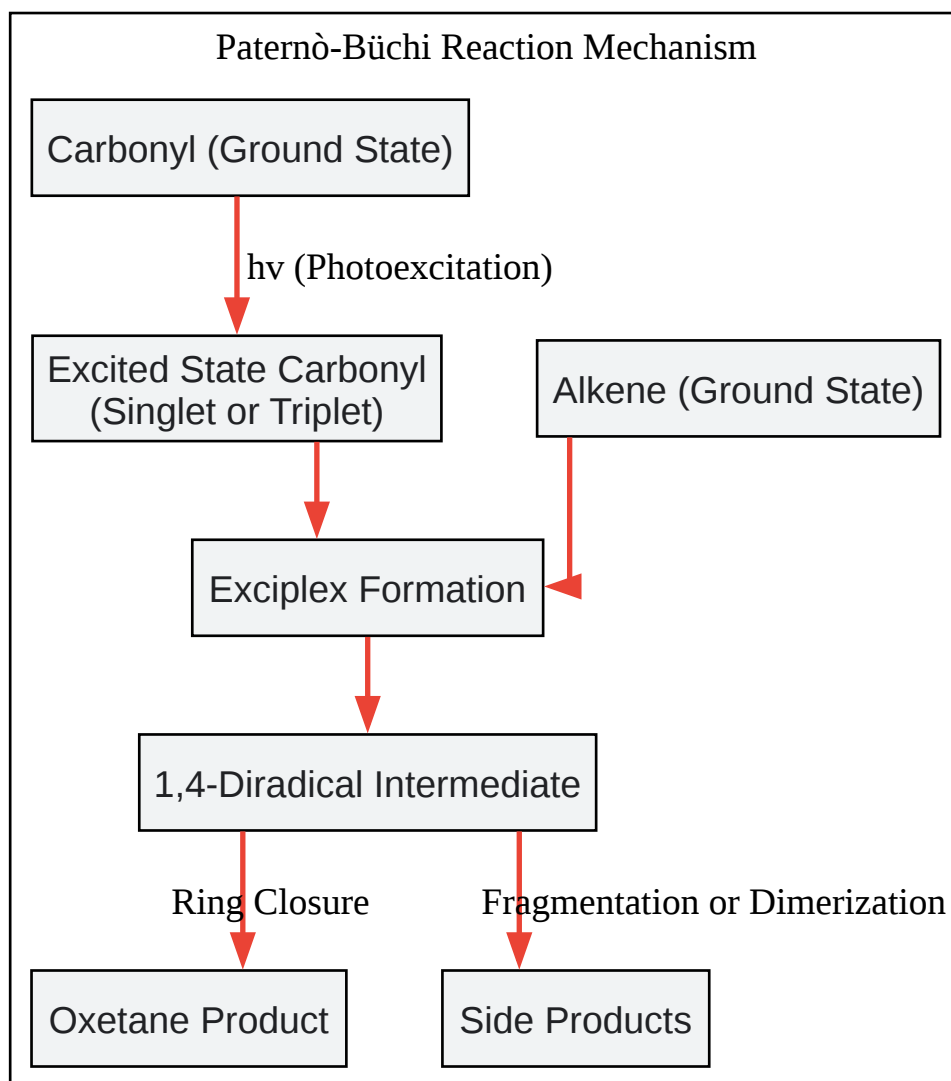 Paternò-Büchi Reaction Mechanism
Carbonyl (Ground State)
hv (Photoexcitation)
Excited State Carbonyl
(Singlet or Triplet)
Alkene (Ground State)
Exciplex Formation
1,4-Diradical Intermediate
Ring Closure
Fragmentation or Dimerization
Oxetane Product
Side Products